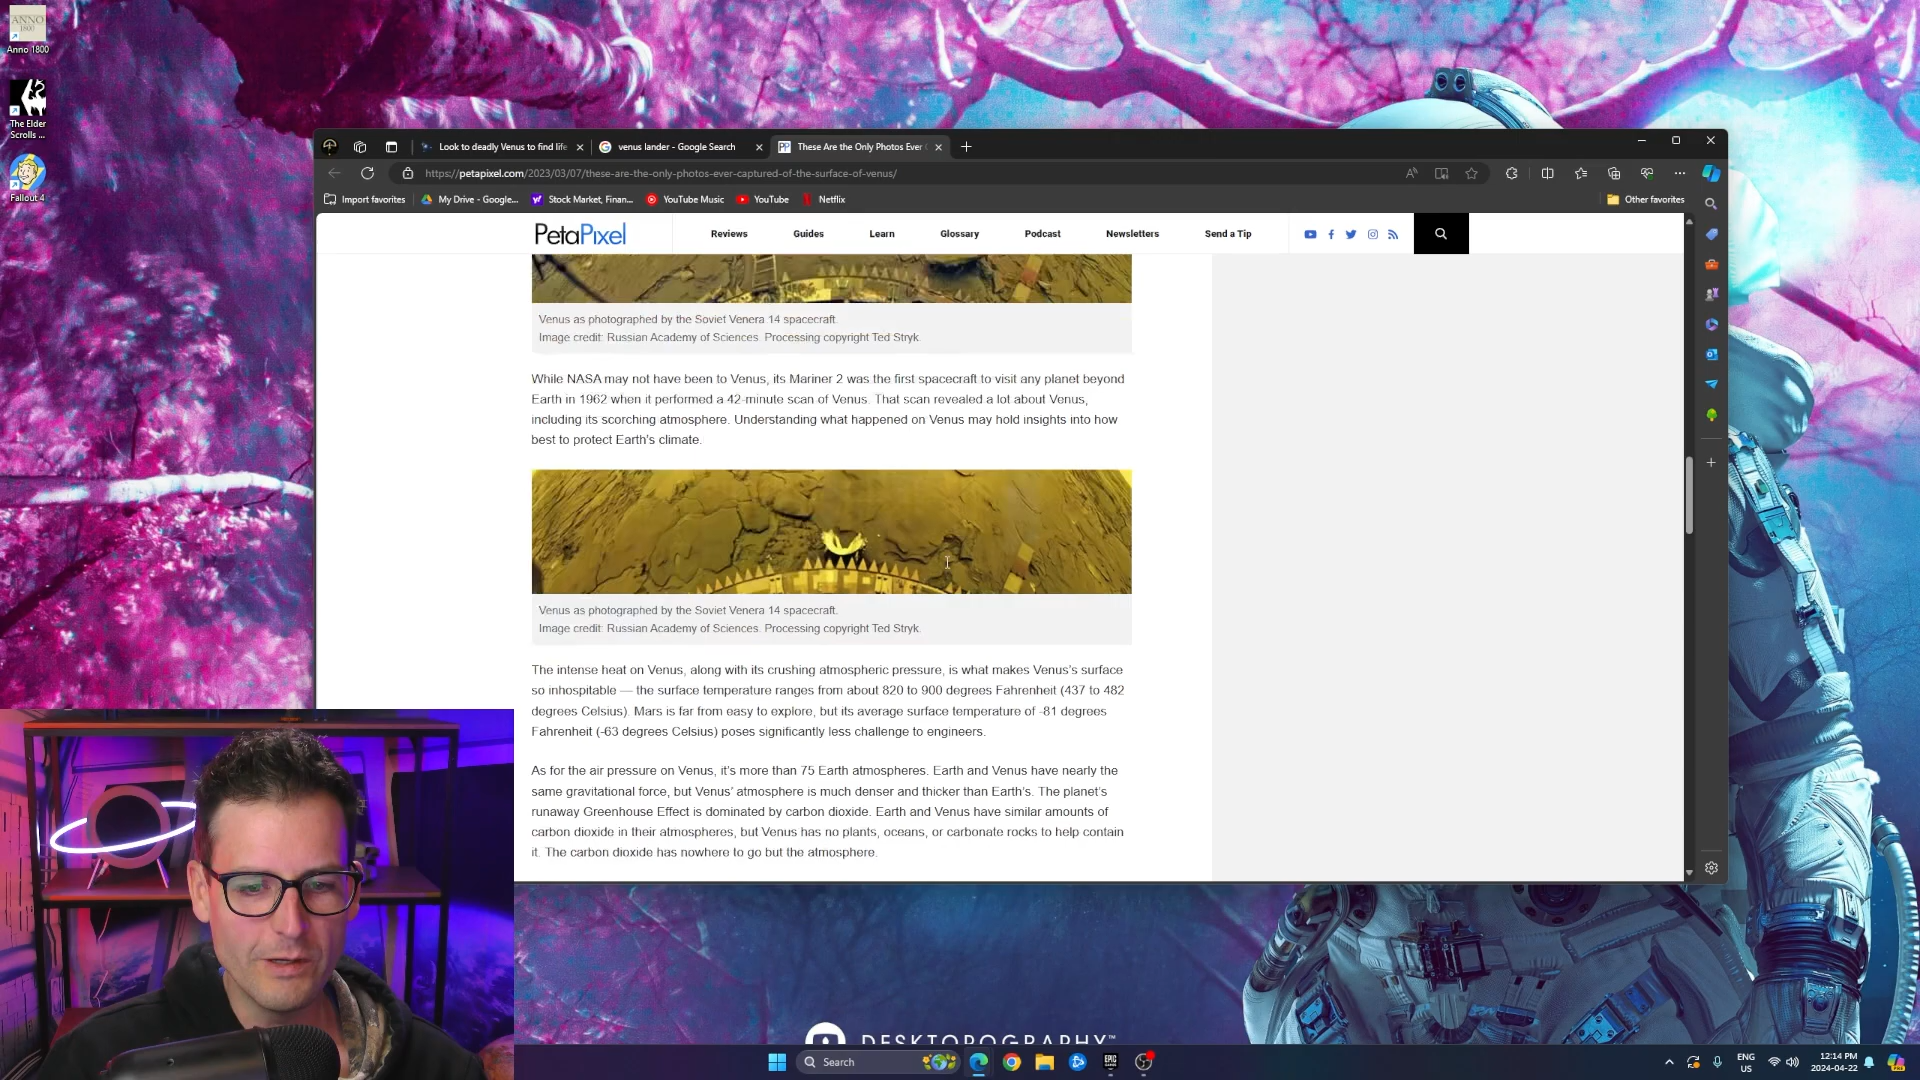 ANNO
1800
Anno 1800
The Elder
Scrolls ...
Fallout 4
Look to deadly Venus to find life
venus lander - Google Search
These Are the Only Photos Ever
https://petapixel.com/2023/03/07/these-are-the-only-photos-ever-captured-of-the-surface-of-venus/
Import favorites
My Drive - Google...
Stock Market, Finan...
YouTube Music
YouTube
Netflix
Other favorites
PetaPixel
Reviews
Guides
Learn
Glossary
Podcast
Newsletters
Send a Tip
Venus as photographed by the Soviet Venera 14 spacecraft.
Image credit: Russian Academy of Sciences. Processing copyright Ted Stryk.
While NASA may not have been to Venus, its Mariner 2 was the first spacecraft to visit any planet beyond
Earth in 1962 when it performed a 42-minute scan of Venus. That scan revealed a lot about Venus,
including its scorching atmosphere. Understanding what happened on Venus may hold insights into how
best to protect Earth's climate.
Venus as photographed by the Soviet Venera 14 spacecraft.
Image credit: Russian Academy of Sciences. Processing copyright Ted Stryk.
The intense heat on Venus, along with its crushing atmospheric pressure, is what makes Venus's surface
so inhospitable — the surface temperature ranges from about 820 to 900 degrees Fahrenheit (437 to 482
degrees Celsius). Mars is far from easy to explore, but its average surface temperature of -81 degrees
Fahrenheit (-63 degrees Celsius) poses significantly less challenge to engineers.
As for the air pressure on Venus, it's more than 75 Earth atmospheres. Earth and Venus have nearly the
same gravitational force, but Venus' atmosphere is much denser and thicker than Earth's. The planet's
runaway Greenhouse Effect is dominated by carbon dioxide. Earth and Venus have similar amounts of
carbon dioxide in their atmospheres, but Venus has no plants, oceans, or carbonate rocks to help contain
it. The carbon dioxide has nowhere to go but the atmosphere.
DESKTOPOGRAPHY™
Search
EPIC
ENG
US
12:14 PM
2024-04-22